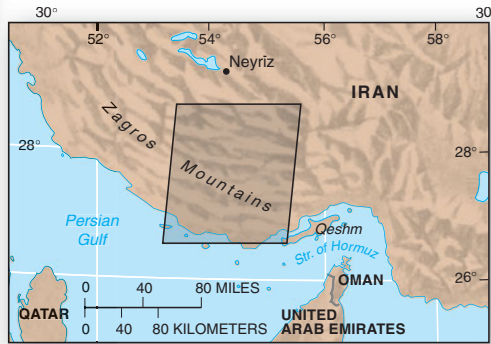 30°
30
52°
54°
56°
58°
Neyrīz
IRAN
Zagros
Mountains
28°
28°
Persian
Gulf
Qeshm
Str. of Hormuz
26°
OMAN
QATAR
UNITED
ARAB EMIRATES
0 40 80 MILES
0 40 80 KILOMETERS